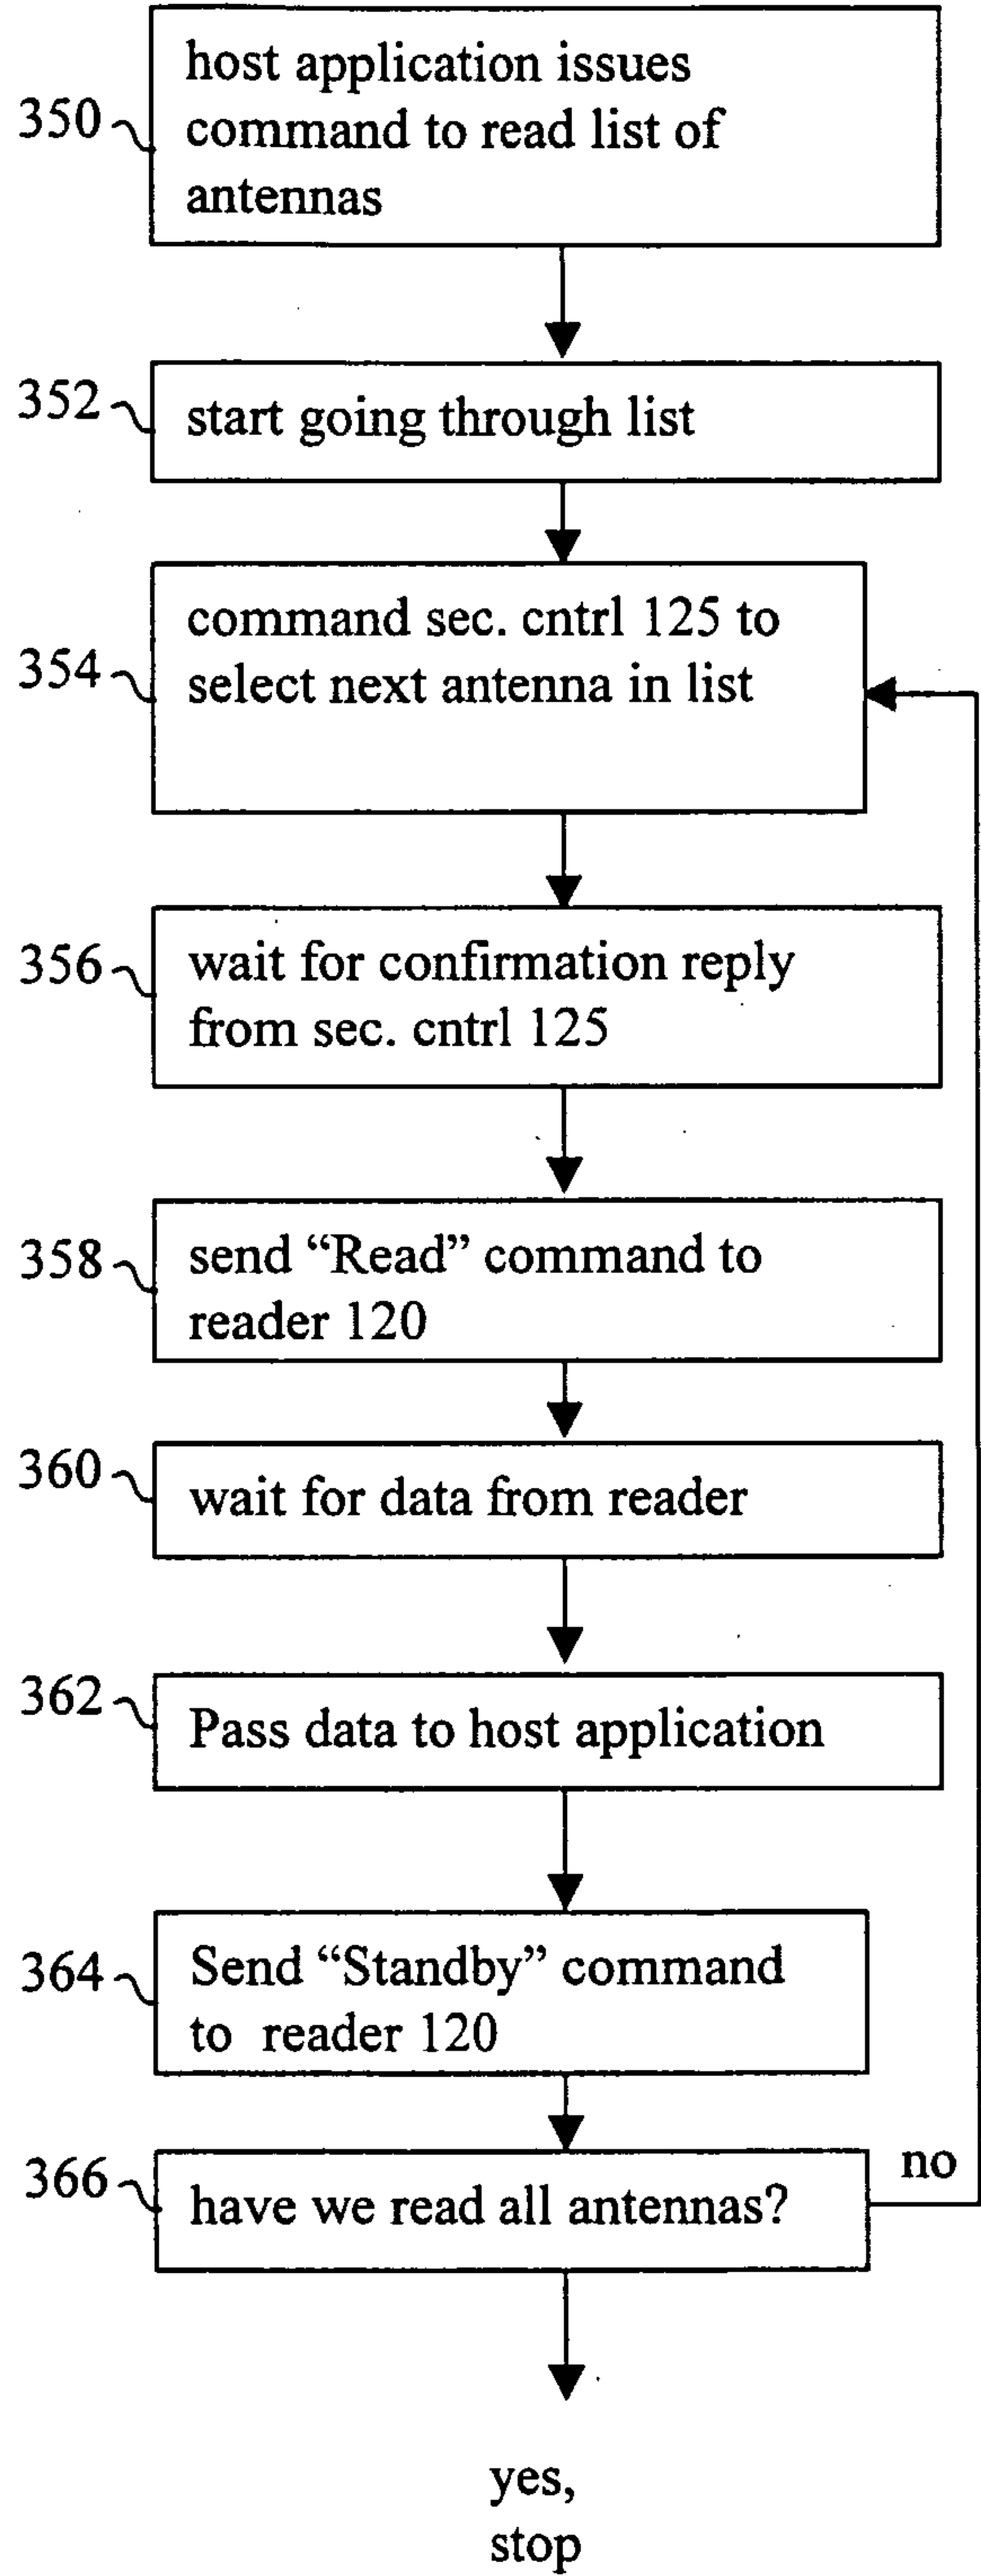 350
host application issues
command to read list of
antennas
352
start going through list
354
command sec. cntrl 125 to
select next antenna in list
356
wait for confirmation reply
from sec. cntrl 125
358
send “Read” command to
reader 120
360
wait for data from reader
362
Pass data to host application
364
Send “Standby” command
to reader 120
366
have we read all antennas?
no
yes,
stop